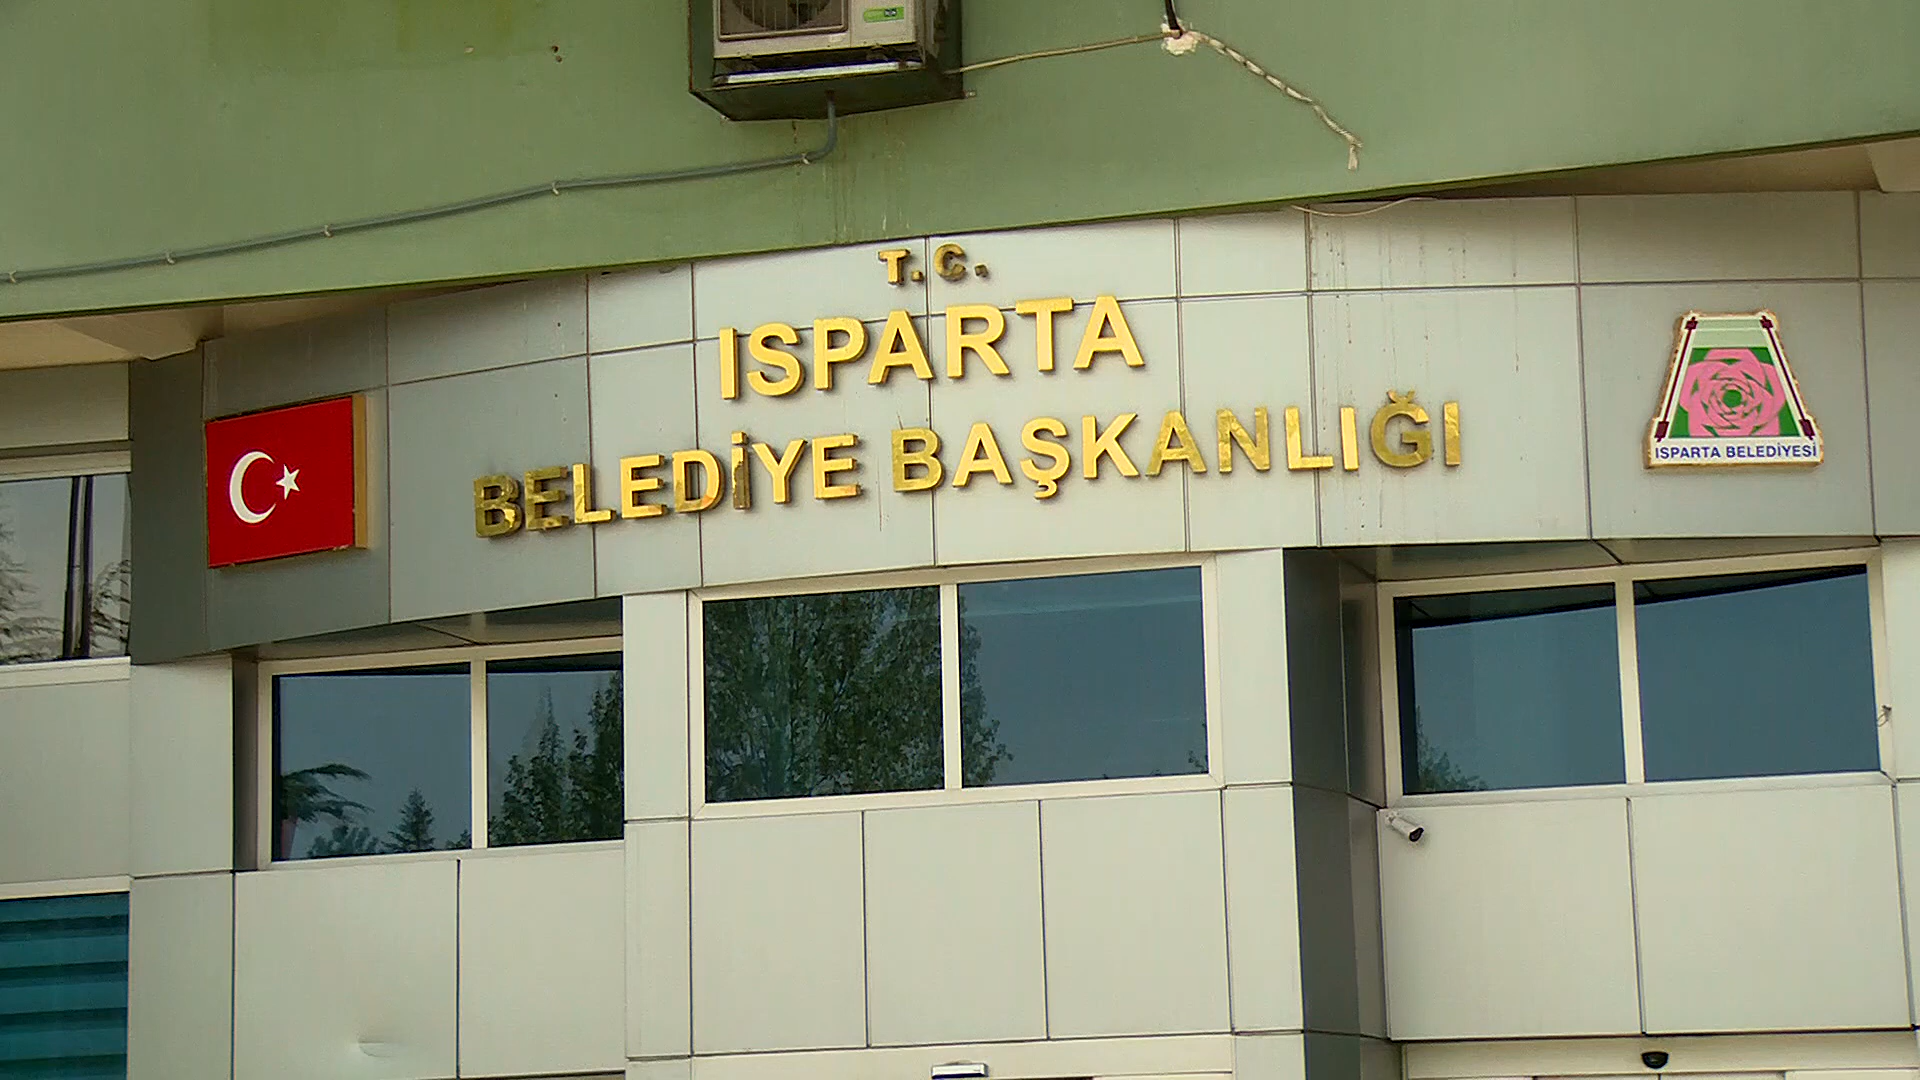 T.C.
ISPARTA
BELEDİYE BAŞKANLIĞI
ISPARTA BELEDİYESİ